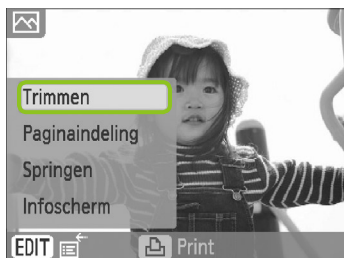 Trimmen
Paginaindeling
Springen
Infoscherm
EDIT Print